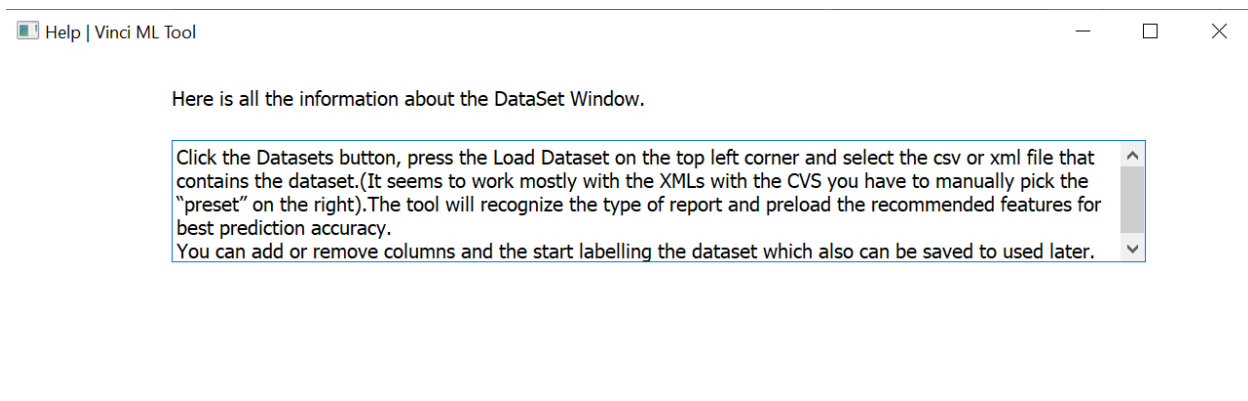 Help | Vinci ML Tool
Here is all the information about the DataSet Window.
Click the Datasets button, press the Load Dataset on the top left corner and select the csv or xml file that
contains the dataset.(It seems to work mostly with the XMLs with the CVS you have to manually pick the
“preset” on the right).The tool will recognize the type of report and preload the recommended features for
best prediction accuracy.
You can add or remove columns and the start labelling the dataset which also can be saved to used later.